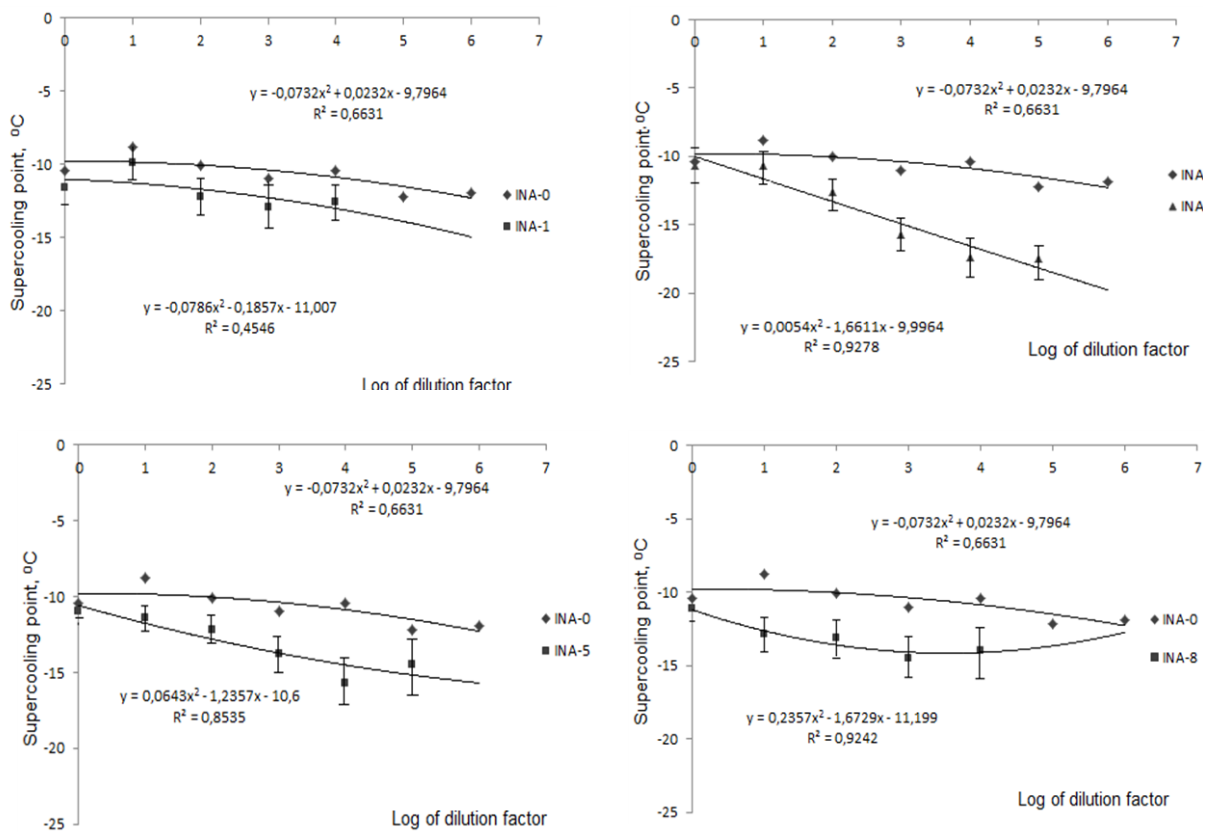 0
0 1 2 3 4 5 6 7
-5
y = -0,0732x² + 0,0232x - 9,7964
R² = 0,6631
-10
INA-0
INA-1
-15
-20
y = -0,0786x² - 0,1857x - 11,007
R² = 0,4546
-25
Log of dilution factor
Supercooling point, ºC
0
0 1 2 3 4 5 6 7
-5
y = -0,0732x² + 0,0232x - 9,7964
R² = 0,6631
-10
INA
INA
-15
-20
y = 0,0054x² - 1,6611x - 9,9964
R² = 0,9278
-25
Log of dilution factor
Supercooling point, ºC
0
0 1 2 3 4 5 6 7
y = -0,0732x² + 0,0232x - 9,7964
R² = 0,6631
-5
-10
INA-0
INA-5
-15
y = 0,0643x² - 1,2357x - 10,6
R² = 0,8535
-20
-25
Log of dilution factor
Supercooling point, ºC
0
0 1 2 3 4 5 6 7
-5
y = -0,0732x² + 0,0232x - 9,7964
R² = 0,6631
-10
INA-0
INA-8
-15
y = 0,2357x² - 1,6729x - 11,199
R² = 0,9242
-20
-25
Log of dilution factor
Supercooling point, ºC